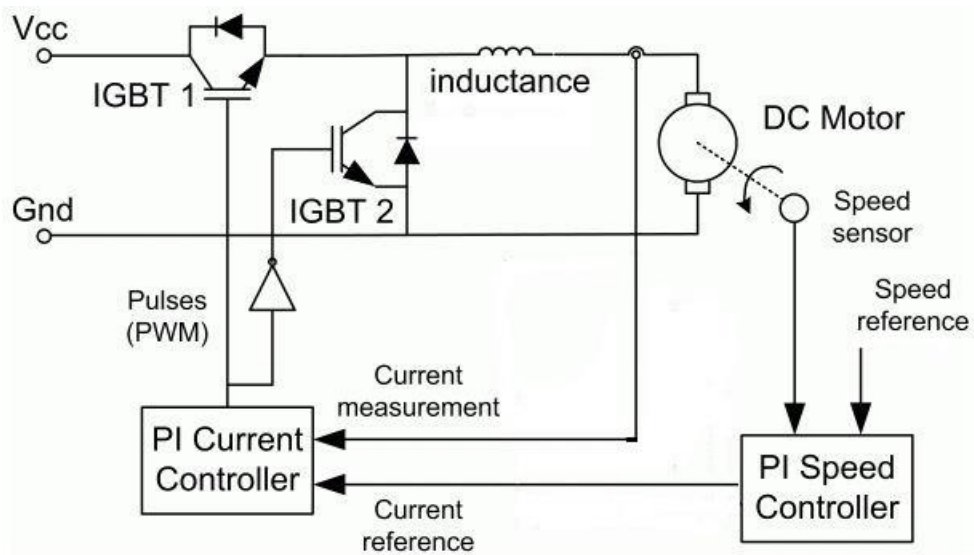 Vcc
IGBT 1
inductance
DC Motor
IGBT 2
Gnd
Speed
sensor
Pulses
(PWM)
Speed
reference
Current
measurement
PI Current
Controller
Current
reference
PI Speed
Controller